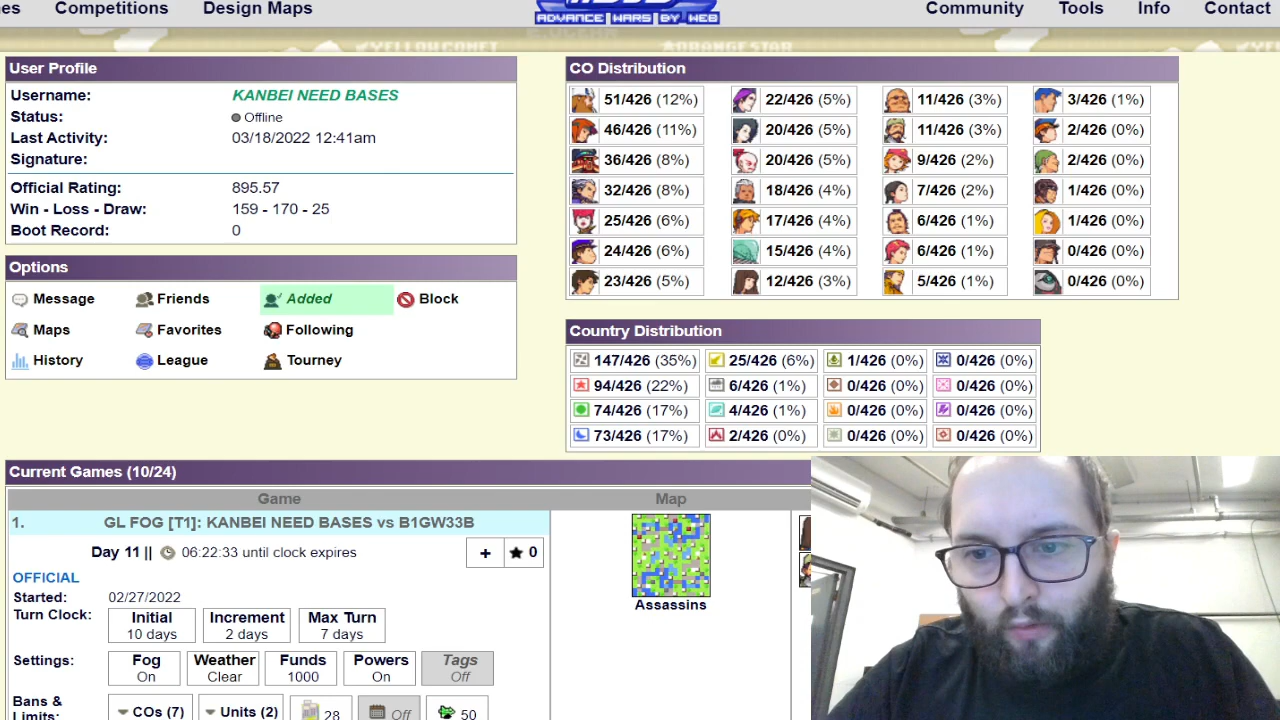 Competitions
Design Maps
ADVANCE WARS BY WEB
Community
Tools
Info
Contact
YELLOW COMET
ORANGE STAR
User Profile
Username: KANBEI NEED BASES
Status: Offline
Last Activity: 03/18/2022 12:41am
Signature:
Official Rating: 895.57
Win - Loss - Draw: 159 - 170 - 25
Boot Record: 0
Options
Message Friends Added Block
Maps Favorites Following
History League Tourney
CO Distribution
51/426 (12%) 22/426 (5%) 11/426 (3%) 3/426 (1%)
46/426 (11%) 20/426 (5%) 11/426 (3%) 2/426 (0%)
36/426 (8%) 20/426 (5%) 9/426 (2%) 2/426 (0%)
32/426 (8%) 18/426 (4%) 7/426 (2%) 1/426 (0%)
25/426 (6%) 17/426 (4%) 6/426 (1%) 1/426 (0%)
24/426 (6%) 15/426 (4%) 6/426 (1%) 0/426 (0%)
23/426 (5%) 12/426 (3%) 5/426 (1%) 0/426 (0%)
Country Distribution
147/426 (35%) 25/426 (6%) 1/426 (0%) 0/426 (0%)
94/426 (22%) 6/426 (1%) 0/426 (0%) 0/426 (0%)
74/426 (17%) 4/426 (1%) 0/426 (0%) 0/426 (0%)
73/426 (17%) 2/426 (0%) 0/426 (0%) 0/426 (0%)
Current Games (10/24)
Game Map
1. GL FOG [T1]: KANBEI NEED BASES vs B1GW33B
Day 11 || 06:22:33 until clock expires + 0
OFFICIAL
Started: 02/27/2022
Turn Clock: Initial Increment Max Turn
10 days 2 days 7 days
Settings: Fog Weather Funds Powers Tags
On Clear 1000 On Off
Bans &
Limits: COs (7) Units (2) 28 Off 50
Assassins